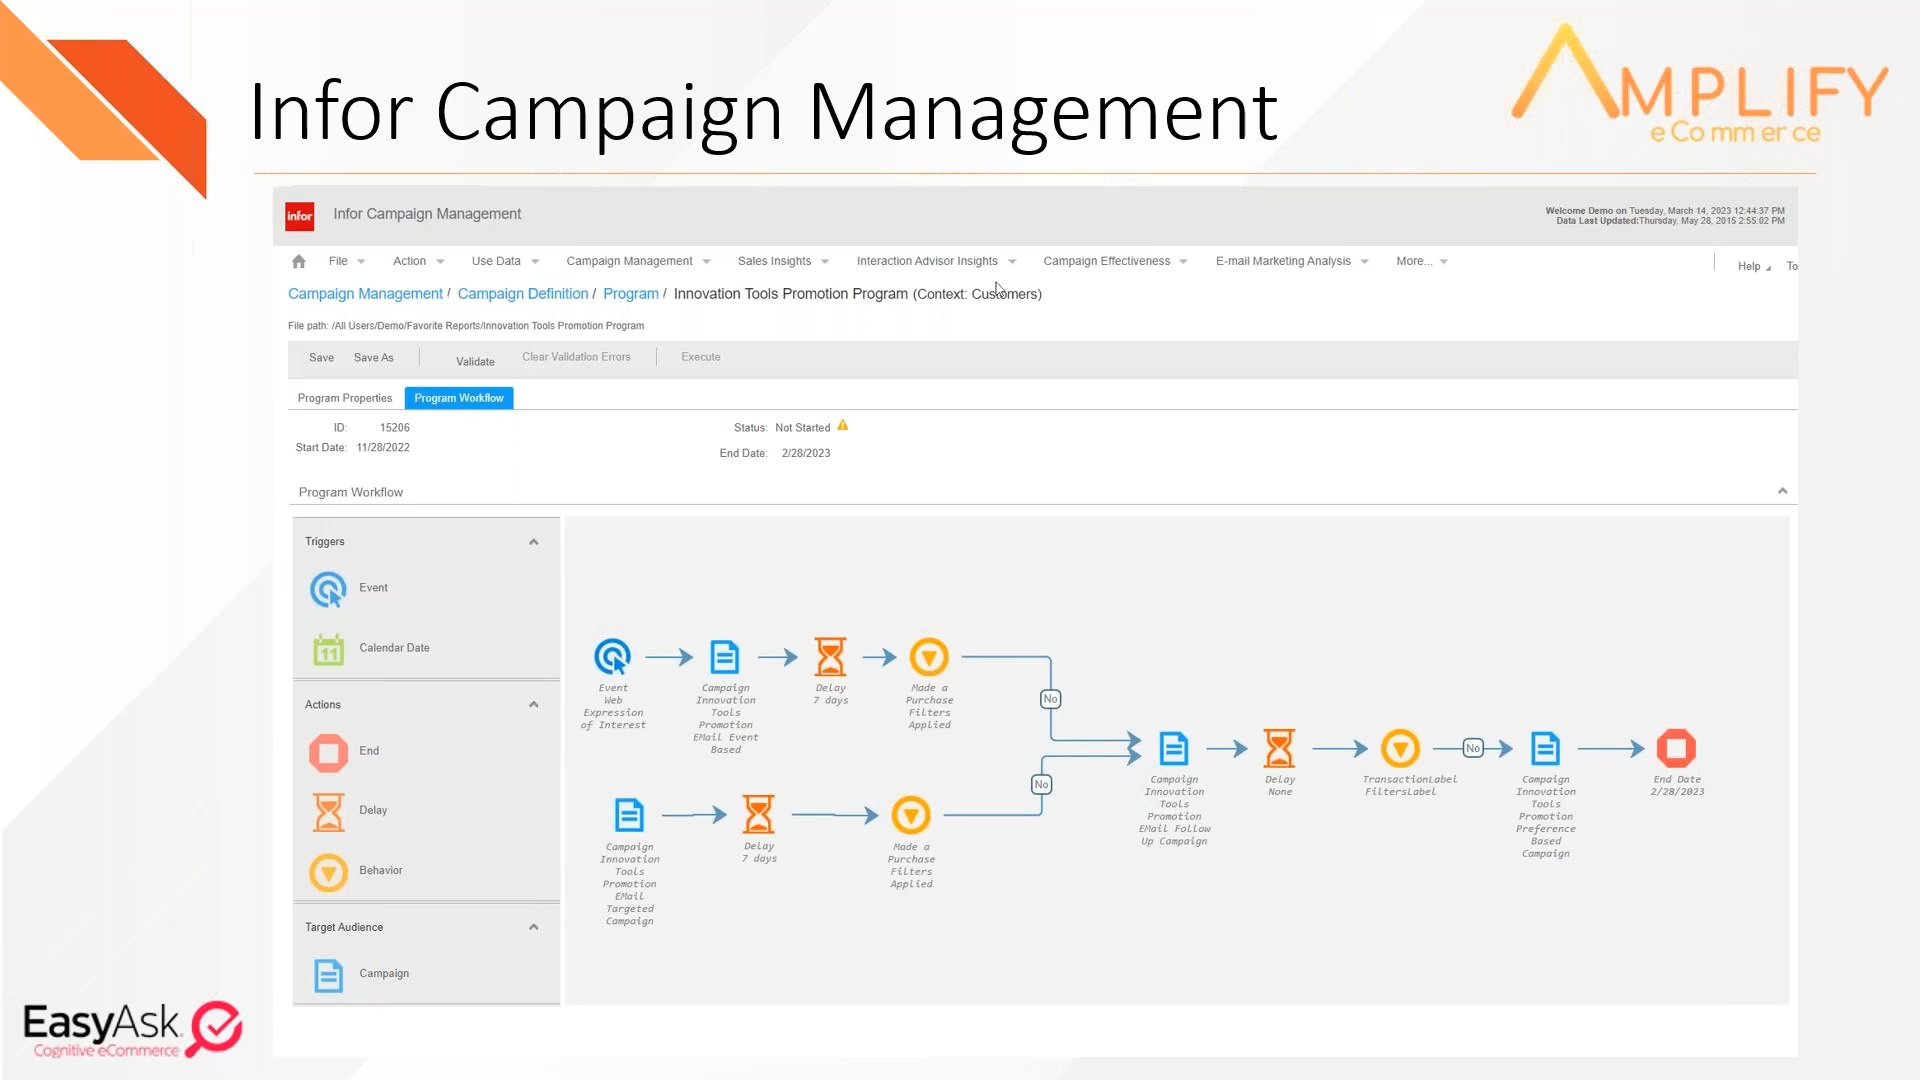 Infor Campaign Management
AMPLIFY
eCommerce
infor
Infor Campaign Management
Welcome Demo on Tuesday, March 14, 2023 12:44:37 PM
Data Last Updated:Thursday, May 28, 2015 2:55:02 PM
File
Action
Use Data
Campaign Management
Sales Insights
Interaction Advisor Insights
Campaign Effectiveness
E-mail Marketing Analysis
More...
Help
To
Campaign Management / Campaign Definition / Program / Innovation Tools Promotion Program (Context: Customers)
File path: /All Users/Demo/Favorite Reports/Innovation Tools Promotion Program
Save
Save As
Validate
Clear Validation Errors
Execute
Program Properties
Program Workflow
ID: 15206
Status: Not Started
Start Date: 11/28/2022
End Date: 2/28/2023
Program Workflow
Triggers
Event
Calendar Date
11
Actions
End
Delay
Behavior
Target Audience
Campaign
Event
Web
Expression
of Interest
Campaign
Innovation
Tools
Promotion
EMail Event
Based
Delay
7 days
Made a
Purchase
Filters
Applied
No
Campaign
Innovation
Tools
Promotion
EMail
Targeted
Campaign
Delay
7 days
Made a
Purchase
Filters
Applied
No
Campaign
Innovation
Tools
Promotion
EMail Follow
Up Campaign
Delay
None
TransactionLabel
FiltersLabel
No
Campaign
Innovation
Tools
Promotion
Preference
Based
Campaign
End Date
2/28/2023
EasyAsk
Cognitive eCommerce